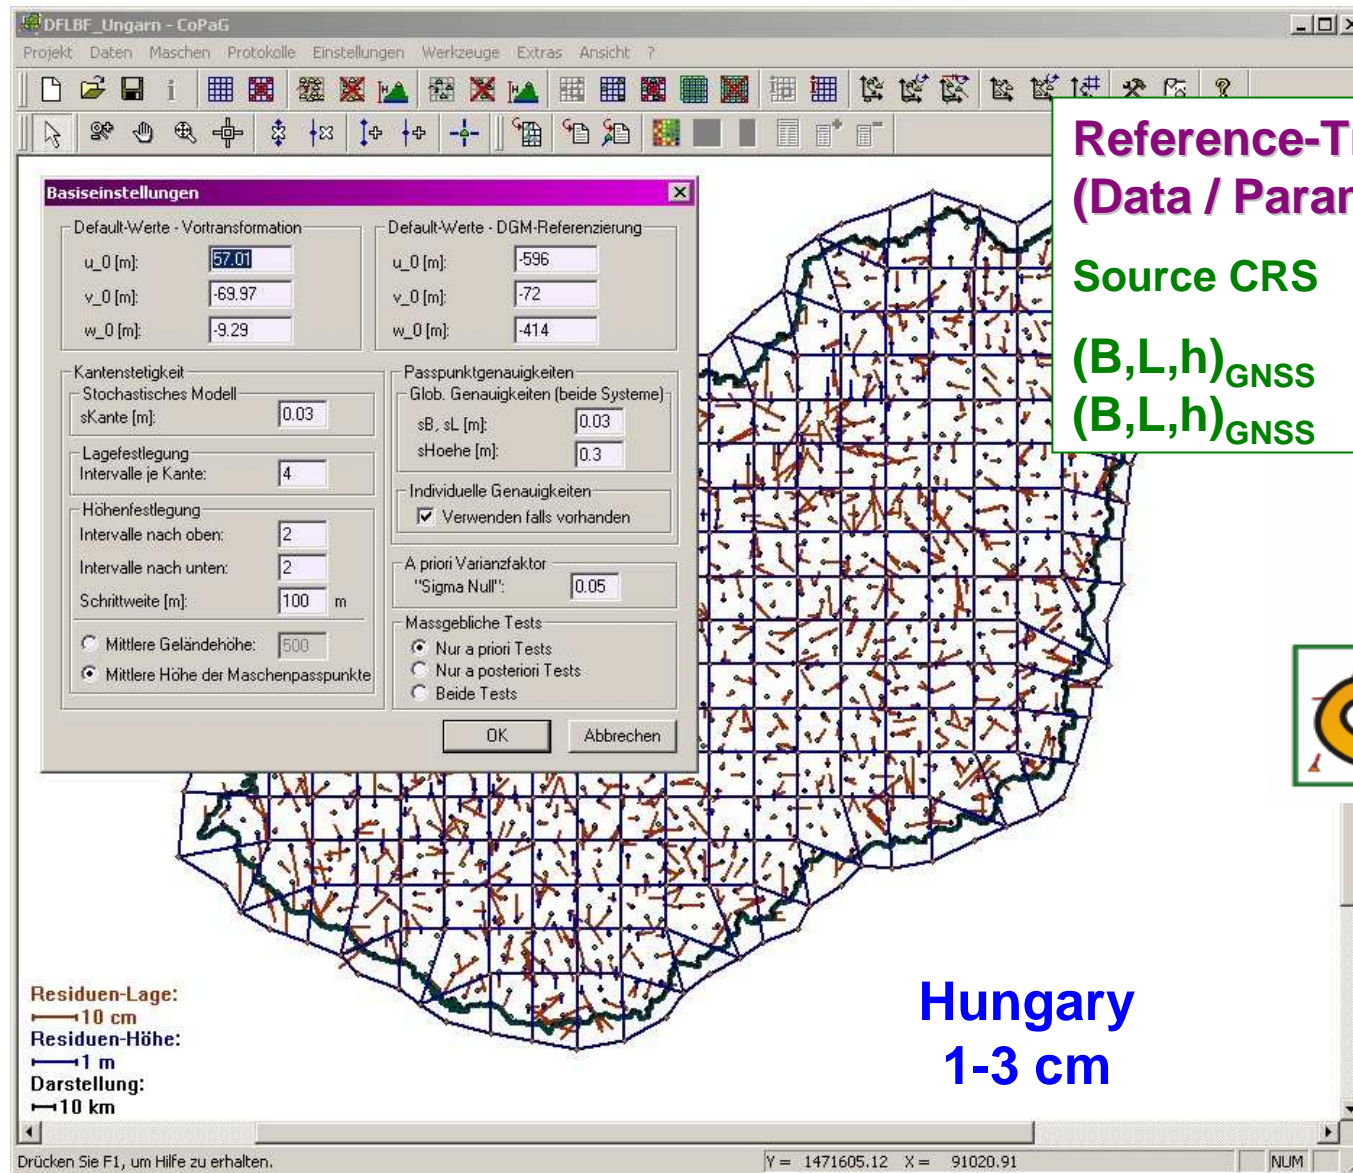 DFLBF_Ungarn - CoPaG
Projekt Daten Maschen Protokolle Einstellungen Werkzeuge Extras Ansicht ?
Reference-T
(Data / Para
Source CRS
(B,L,h)GNSS
(B,L,h)GNSS
Basiseinstellungen
Default-Werte - Vortransformation
u_0 [m]: 57.01
v_0 [m]: -69.97
w_0 [m]: -9.29
Default-Werte - DGM-Referenzierung
u_0 [m]: -596
v_0 [m]: -72
w_0 [m]: -414
Kantenstetigkeit
Stochastisches Modell
sKante [m]: 0.03
Lagefestlegung
Intervalle je Kante: 4
Höhenfestlegung
Intervalle nach oben: 2
Intervalle nach unten: 2
Schrittweite [m]: 100 m
Mittlere Geländehöhe: 500
Mittlere Höhe der Maschenpasspunkte
Passpunktgenauigkeiten
Glob. Genauigkeiten (beide Systeme)
sB, sL [m]: 0.03
sHoehe [m]: 0.3
Individuelle Genauigkeiten
Verwenden falls vorhanden
A priori Varianzfaktor
"Sigma Null": 0.05
Massgebliche Tests
Nur a priori Tests
Nur a posteriori Tests
Beide Tests
OK Abbrechen
Residuen-Lage:
10 cm
Residuen-Höhe:
1 m
Darstellung:
10 km
Hungary
1-3 cm
Drücken Sie F1, um Hilfe zu erhalten.
Y = 1471605.12 X = 91020.91
NUM